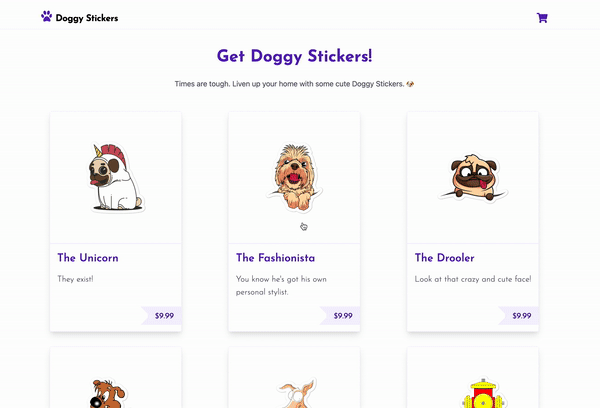 Doggy Stickers
Get Doggy Stickers!
Times are tough. Liven up your home with some cute Doggy Stickers. 🐶
The Unicorn
They exist!
$9.99
The Fashionista
You know he's got his own
personal stylist.
$9.99
The Drooler
Look at that crazy and cute face!
$9.99